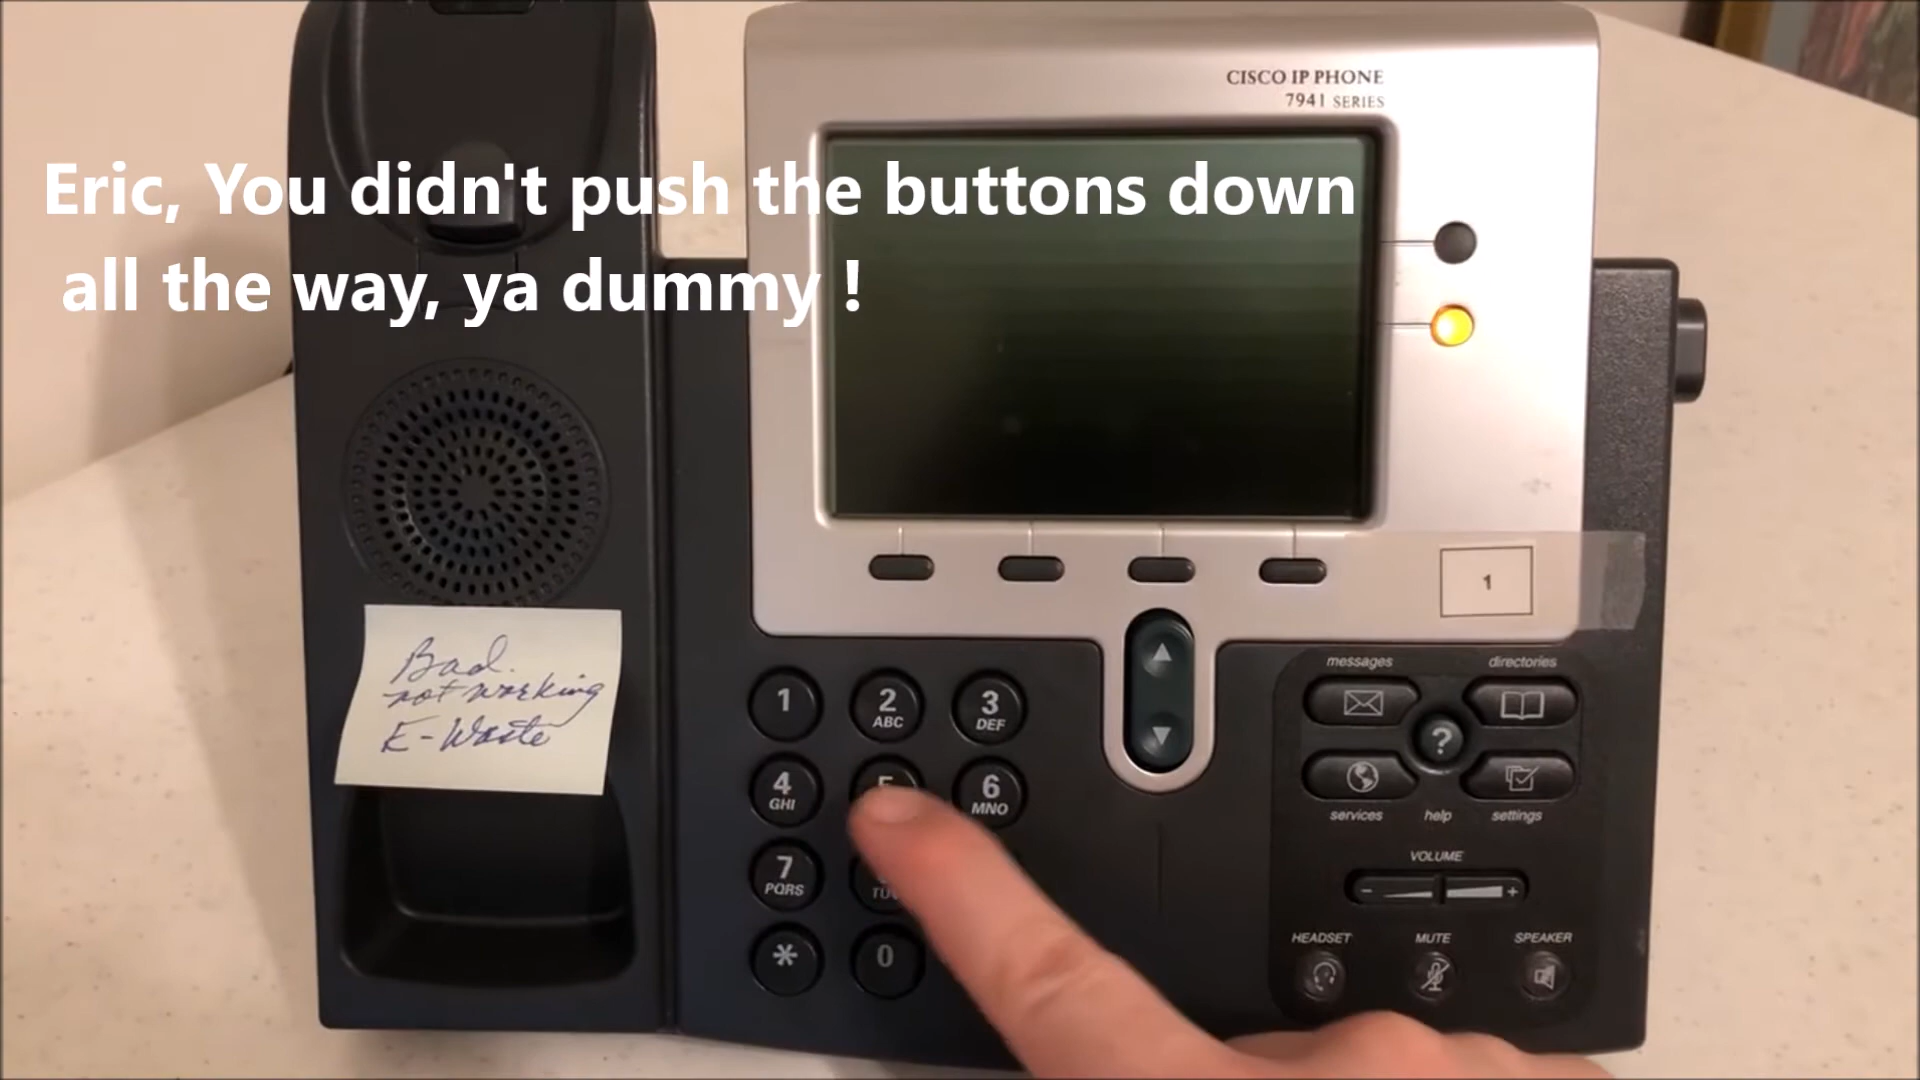 CISCO IP PHONE
7941 SERIES
Eric, You didn't push the buttons down
all the way, ya dummy !
1
Bad.
not working
E-Waste
messages
directories
?
services
help
settings
VOLUME
- +
HEADSET
MUTE
SPEAKER
1
2
ABC
3
DEF
4
GHI
5
6
MNO
7
PQRS
TUV
*
0